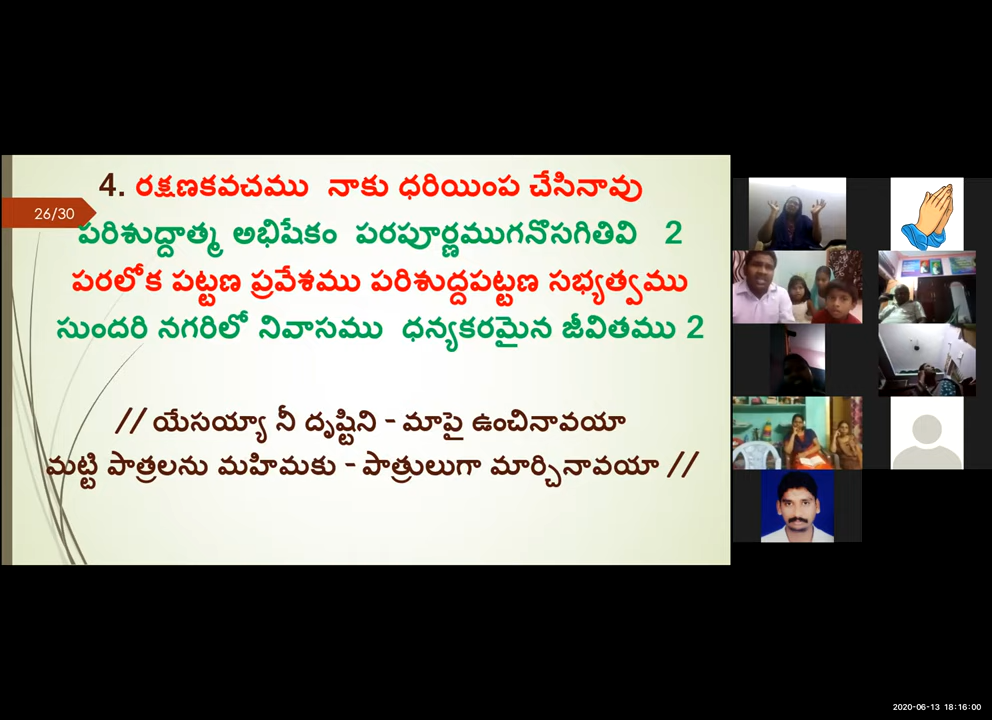 4. రక్షణకవచము నాకు ధరియింప చేసినావు
26/30
పరిశుద్దాత్మ అభిషేకం పరపూర్ణముగనొసగితివి 2
పరలోక పట్టణ ప్రవేశము పరిశుద్దపట్టణ సభ్యత్వము
సుందరి నగరిలో నివాసము ధన్యకరమైన జీవితము 2
// యేసయ్యా నీ దృష్టిని - మాపై ఉంచినావయా
మట్టి పాత్రలను మహిమకు - పాత్రులుగా మార్చినావయా //
2020-06-13 18:16:00